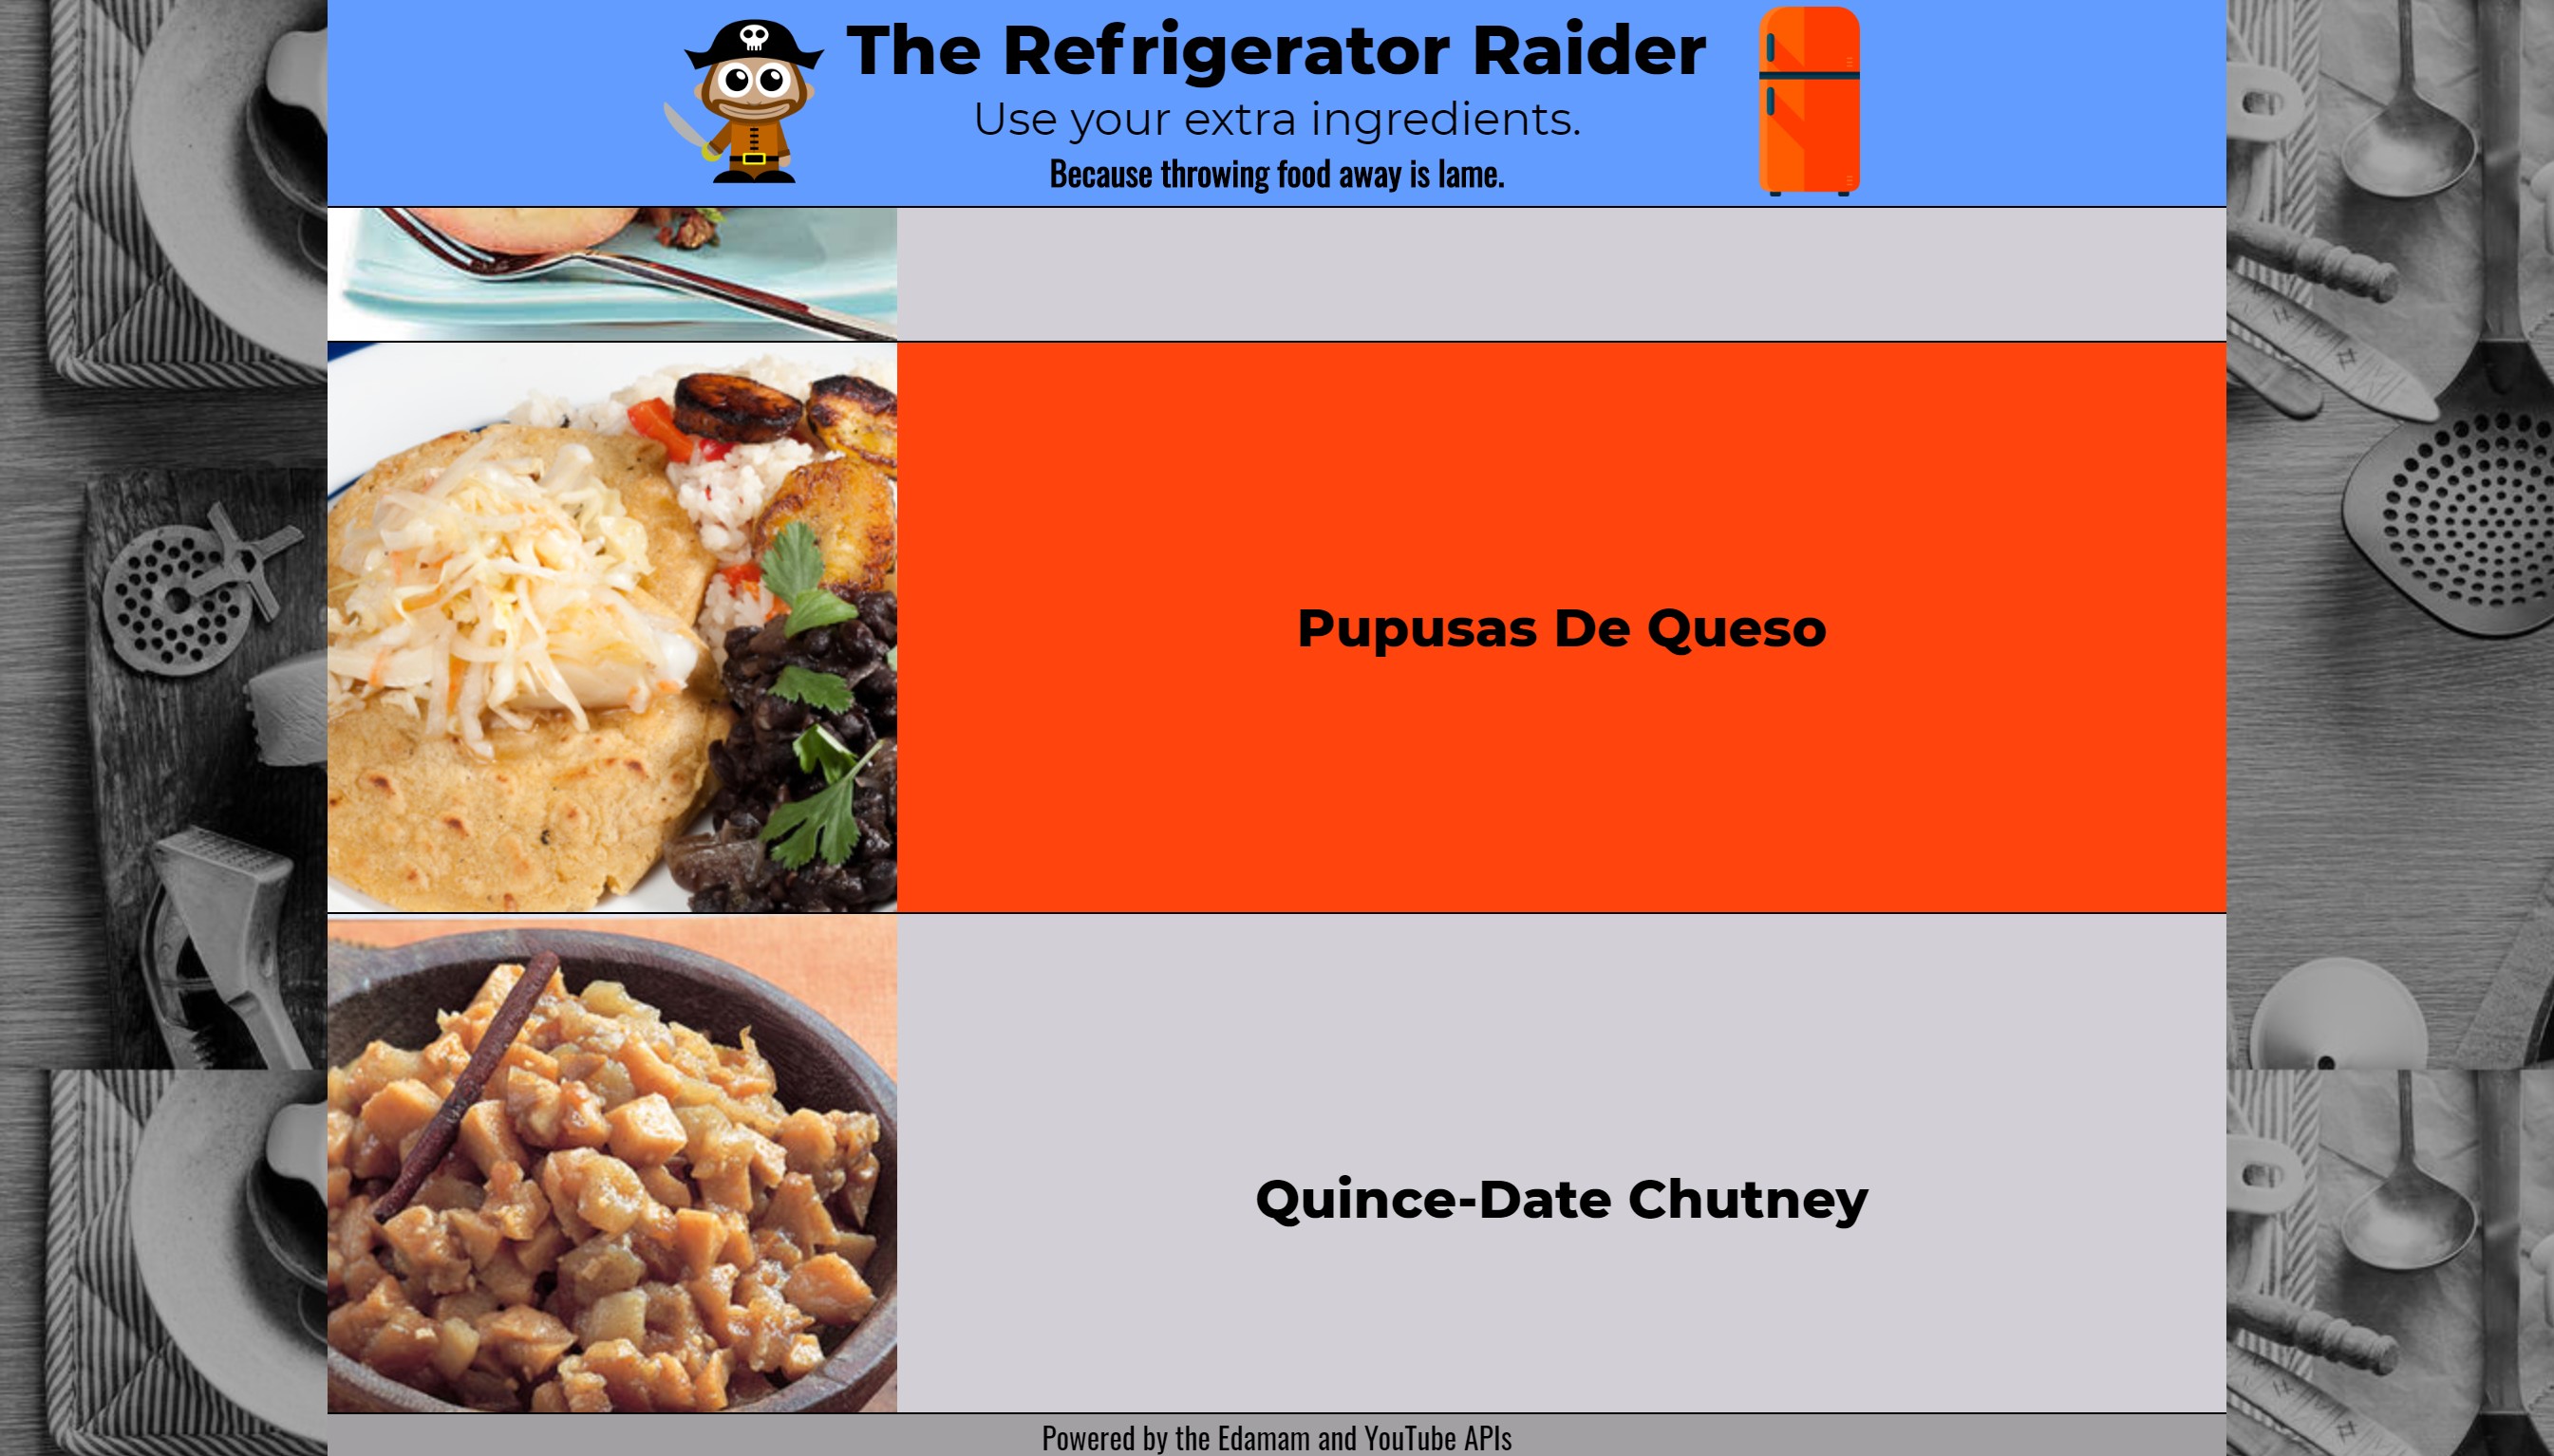 The Refrigerator Raider
Use your extra ingredients.
Because throwing food away is lame.
Pupusas De Queso
Quince-Date Chutney
Powered by the Edamam and YouTube APIs